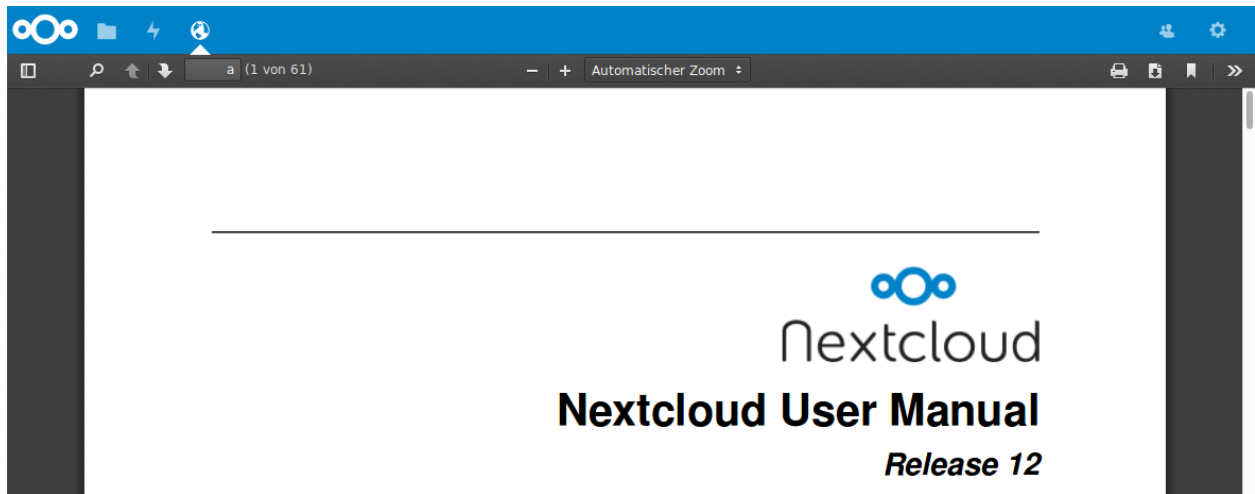 a (1 von 61)
Automatischer Zoom
Nextcloud
Nextcloud User Manual
Release 12